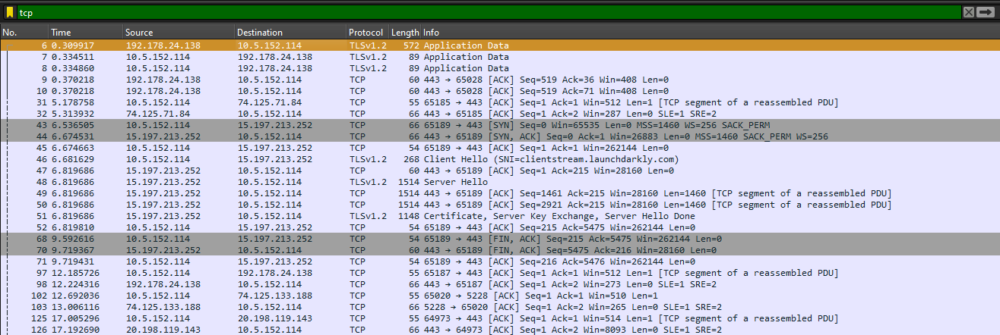 tcp
No. Time Source Destination Protocol Length Info
6 0.309917 192.178.24.138 10.5.152.114 TLSv1.2 572 Application Data
7 0.334511 10.5.152.114 192.178.24.138 TLSv1.2 89 Application Data
8 0.334860 10.5.152.114 192.178.24.138 TLSv1.2 89 Application Data
9 0.370218 192.178.24.138 10.5.152.114 TCP 60 443 → 65028 [ACK] Seq=519 Ack=36 Win=408 Len=0
10 0.370218 192.178.24.138 10.5.152.114 TCP 60 443 → 65028 [ACK] Seq=519 Ack=71 Win=408 Len=0
31 5.178758 10.5.152.114 74.125.71.84 TCP 55 65185 → 443 [ACK] Seq=1 Ack=1 Win=512 Len=1 [TCP segment of a reassembled PDU]
32 5.313932 74.125.71.84 10.5.152.114 TCP 66 443 → 65185 [ACK] Seq=1 Ack=2 Win=287 Len=0 SLE=1 SRE=2
43 6.536505 10.5.152.114 15.197.213.252 TCP 66 65189 → 443 [SYN] Seq=0 Win=65535 Len=0 MSS=1460 WS=256 SACK_PERM
44 6.674531 15.197.213.252 10.5.152.114 TCP 66 443 → 65189 [SYN, ACK] Seq=0 Ack=1 Win=26883 Len=0 MSS=1460 SACK_PERM WS=256
45 6.674663 10.5.152.114 15.197.213.252 TCP 54 65189 → 443 [ACK] Seq=1 Ack=1 Win=262144 Len=0
46 6.681629 10.5.152.114 15.197.213.252 TLSv1.2 268 Client Hello (SNI=clientstream.launchdarkly.com)
47 6.819686 15.197.213.252 10.5.152.114 TCP 60 443 → 65189 [ACK] Seq=1 Ack=215 Win=28160 Len=0
48 6.819686 15.197.213.252 10.5.152.114 TLSv1.2 1514 Server Hello
49 6.819686 15.197.213.252 10.5.152.114 TCP 1514 443 → 65189 [ACK] Seq=1461 Ack=215 Win=28160 Len=1460 [TCP segment of a reassembled PDU]
50 6.819686 15.197.213.252 10.5.152.114 TCP 1514 443 → 65189 [ACK] Seq=2921 Ack=215 Win=28160 Len=1460 [TCP segment of a reassembled PDU]
51 6.819686 15.197.213.252 10.5.152.114 TLSv1.2 1148 Certificate, Server Key Exchange, Server Hello Done
52 6.819810 10.5.152.114 15.197.213.252 TCP 54 65189 → 443 [ACK] Seq=215 Ack=5475 Win=262144 Len=0
68 9.592616 10.5.152.114 15.197.213.252 TCP 54 65189 → 443 [FIN, ACK] Seq=215 Ack=5475 Win=262144 Len=0
70 9.719367 15.197.213.252 10.5.152.114 TCP 60 443 → 65189 [FIN, ACK] Seq=5475 Ack=216 Win=28160 Len=0
71 9.719431 10.5.152.114 15.197.213.252 TCP 54 65189 → 443 [ACK] Seq=216 Ack=5476 Win=262144 Len=0
97 12.185726 10.5.152.114 192.178.24.138 TCP 55 65187 → 443 [ACK] Seq=1 Ack=1 Win=512 Len=1 [TCP segment of a reassembled PDU]
98 12.224316 192.178.24.138 10.5.152.114 TCP 66 443 → 65187 [ACK] Seq=1 Ack=2 Win=273 Len=0 SLE=1 SRE=2
102 12.692036 10.5.152.114 74.125.133.188 TCP 55 65020 → 5228 [ACK] Seq=1 Ack=1 Win=510 Len=1
103 13.006116 74.125.133.188 10.5.152.114 TCP 66 5228 → 65020 [ACK] Seq=1 Ack=2 Win=265 Len=0 SLE=1 SRE=2
125 17.005296 10.5.152.114 20.198.119.143 TCP 55 64973 → 443 [ACK] Seq=1 Ack=1 Win=514 Len=1 [TCP segment of a reassembled PDU]
126 17.192690 20.198.119.143 10.5.152.114 TCP 66 443 → 64973 [ACK] Seq=1 Ack=2 Win=8093 Len=0 SLE=1 SRE=2